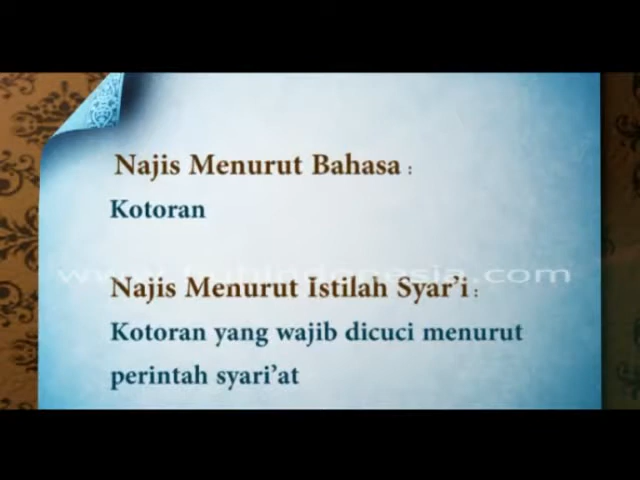 Najis Menurut Bahasa :
Kotoran
Najis Menurut Istilah Syar'i :
Kotoran yang wajib dicuci menurut
perintah syari'at